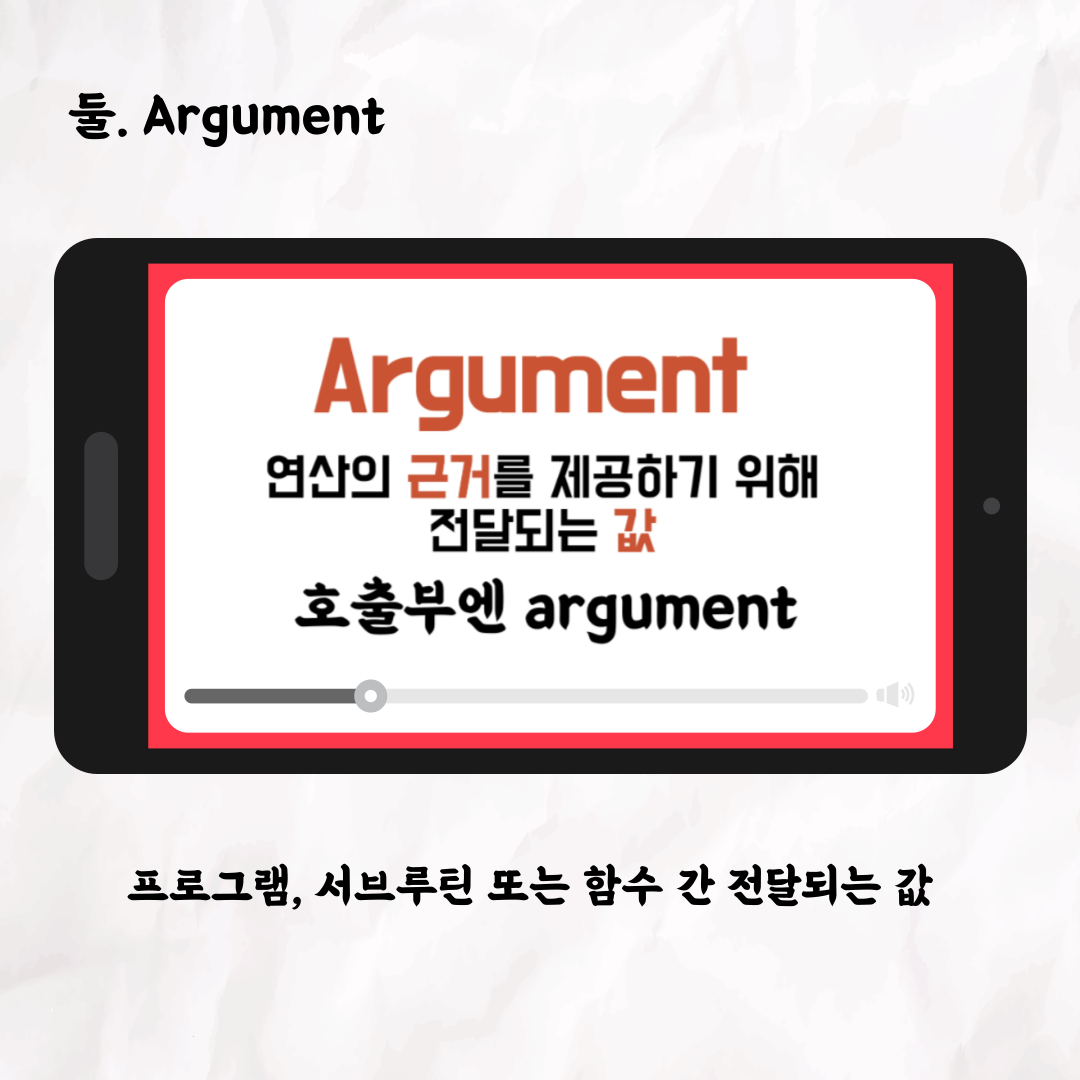 둘. Argument
Argument
연산의 근거를 제공하기 위해
전달되는 값
호출부엔 argument
프로그램, 서브루틴 또는 함수 간 전달되는 값